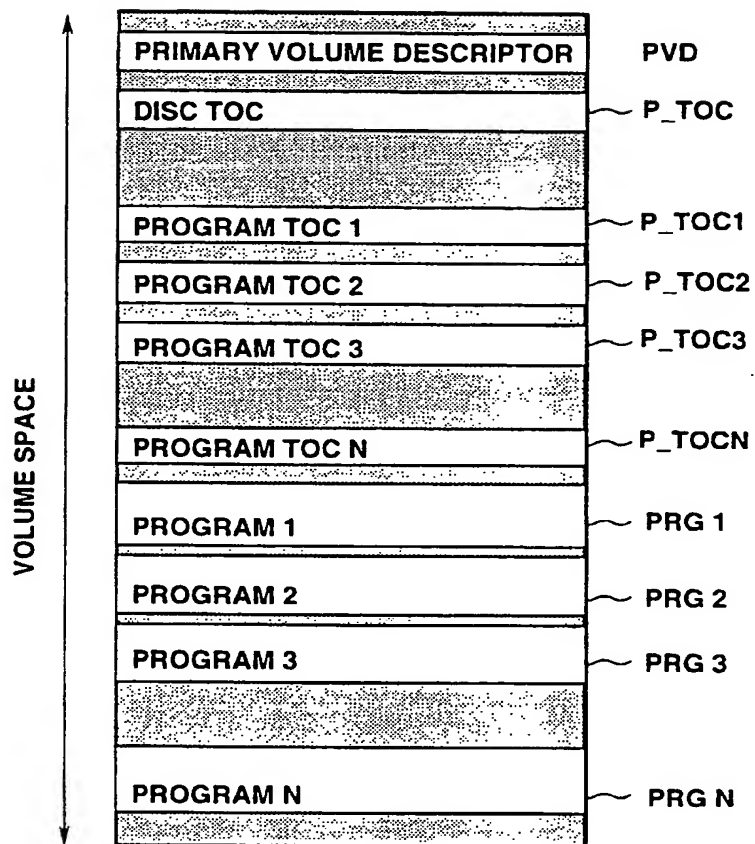 PRIMARY VOLUME DESCRIPTOR PVD
DISC TOC P_TOC
PROGRAM TOC 1 P_TOC1
PROGRAM TOC 2 P_TOC2
PROGRAM TOC 3 P_TOC3
PROGRAM TOC N P_TOCN
PROGRAM 1 PRG 1
PROGRAM 2 PRG 2
PROGRAM 3 PRG 3
PROGRAM N PRG N
VOLUME SPACE